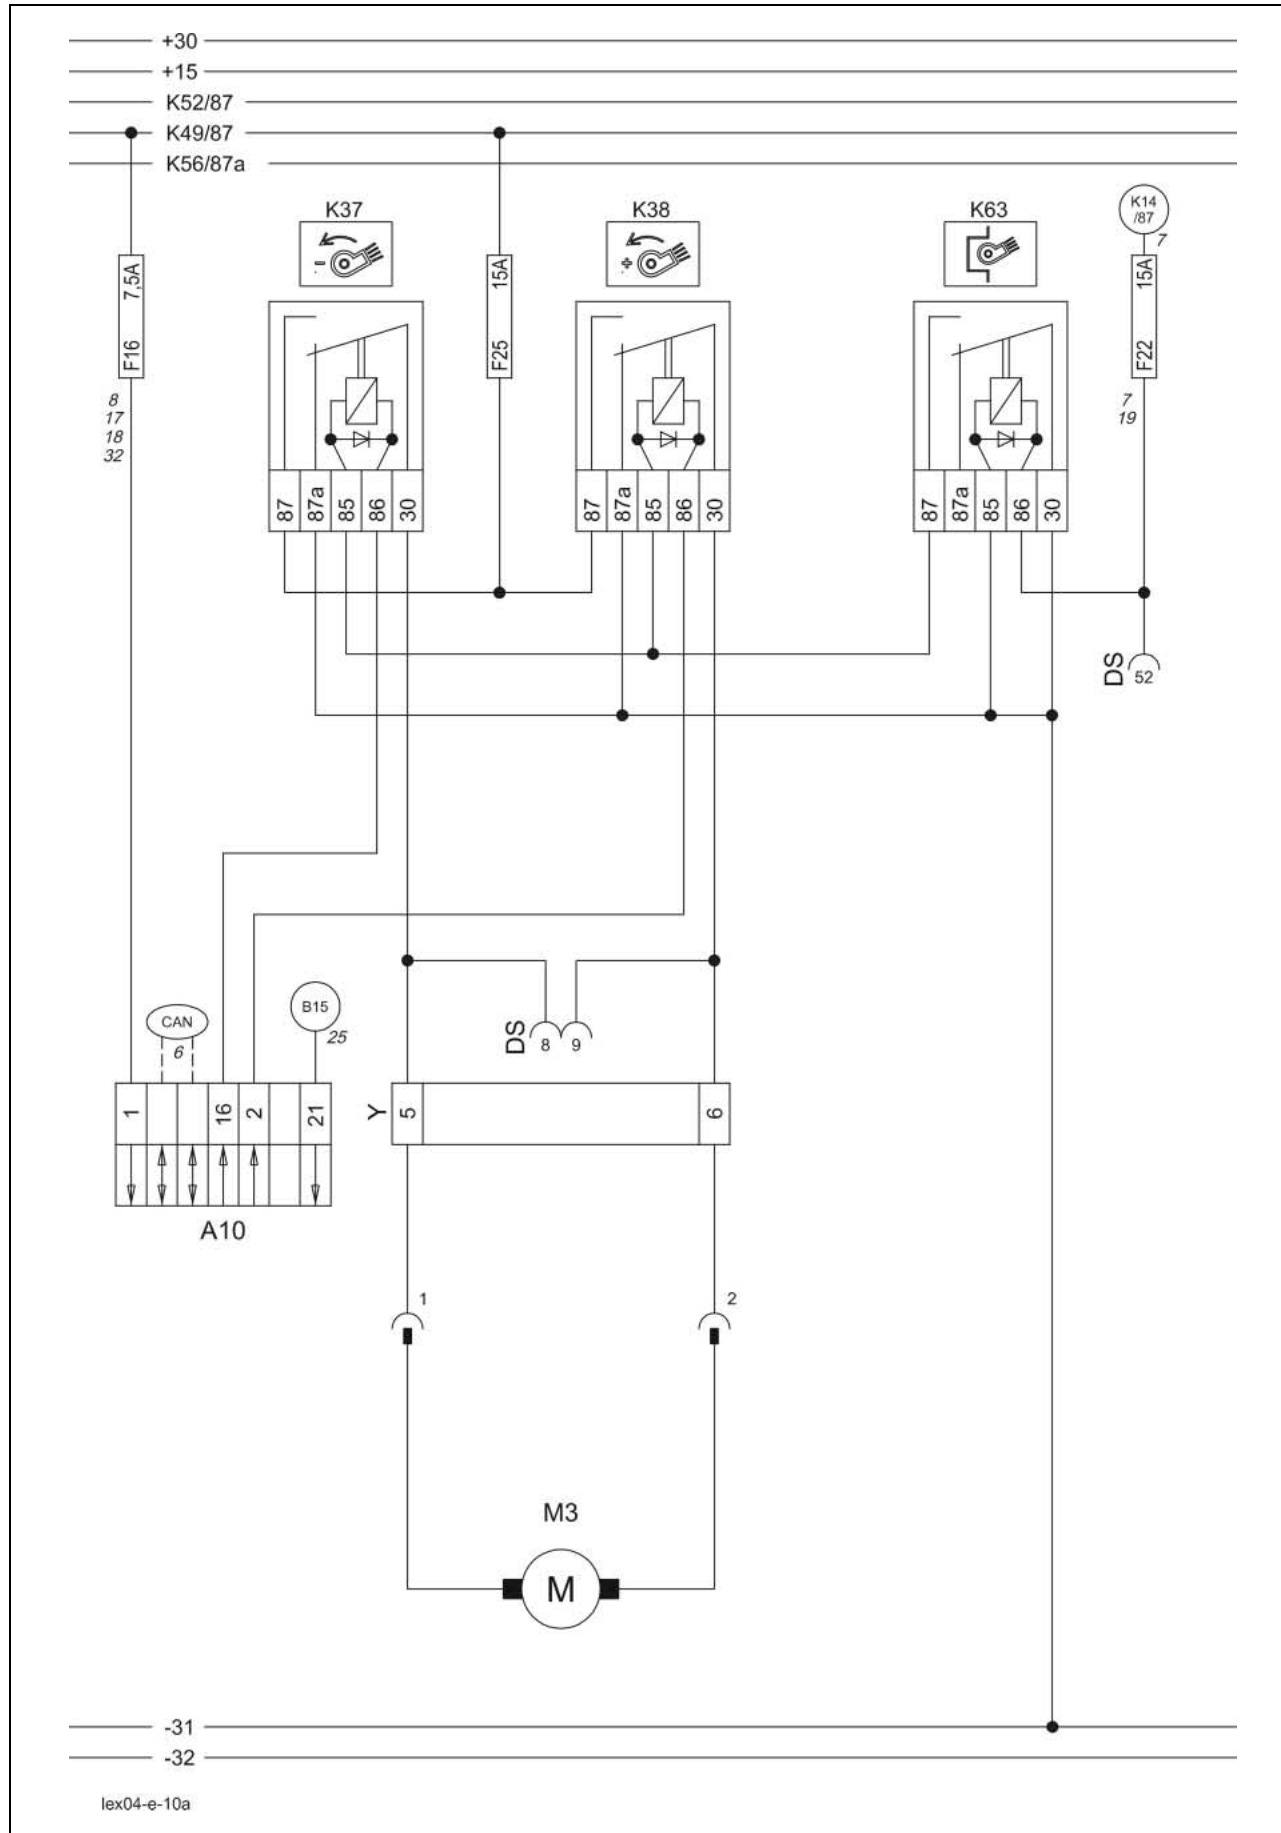 +30
+15
K52/87
K49/87
K56/87a
K37
K38
K63
K14
/87
7
7,5A
F16
8
17
18
32
15A
F25
15A
F22
7
19
87 87a 85 86 30
87 87a 85 86 30
87 87a 85 86 30
- 
+
DS
52
CAN
6
B15
25
DS
8 9
1 16 2 21
Y
5 6
A10
1
2
M3
M
-31
-32
lex04-e-10a